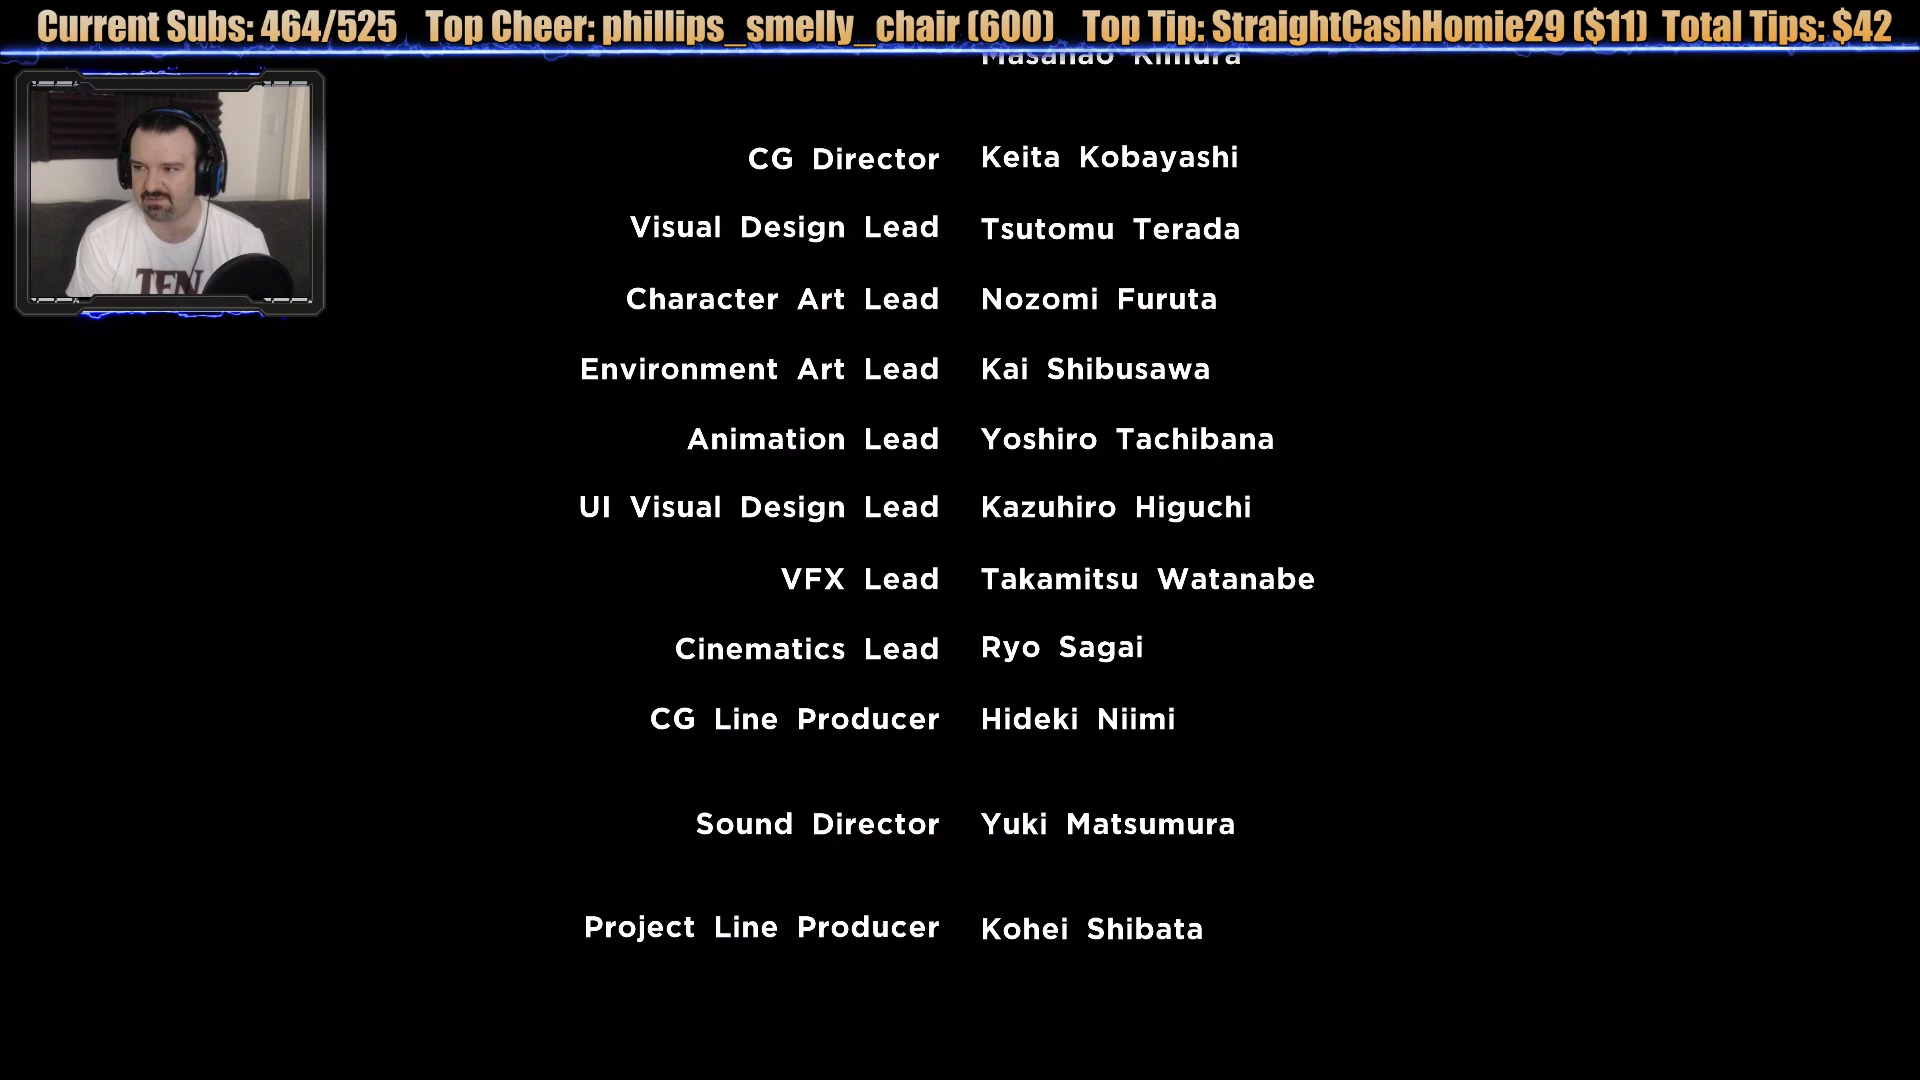 Current Subs: 464/525 Top Cheer: phillips_smelly_chair (600) Top Tip: StraightCashHomie29 ($11) Total Tips: $42
Masanao Kimura
CG Director Keita Kobayashi
Visual Design Lead Tsutomu Terada
Character Art Lead Nozomi Furuta
Environment Art Lead Kai Shibusawa
Animation Lead Yoshiro Tachibana
UI Visual Design Lead Kazuhiro Higuchi
VFX Lead Takamitsu Watanabe
Cinematics Lead Ryo Sagai
CG Line Producer Hideki Niimi
Sound Director Yuki Matsumura
Project Line Producer Kohei Shibata
TEN